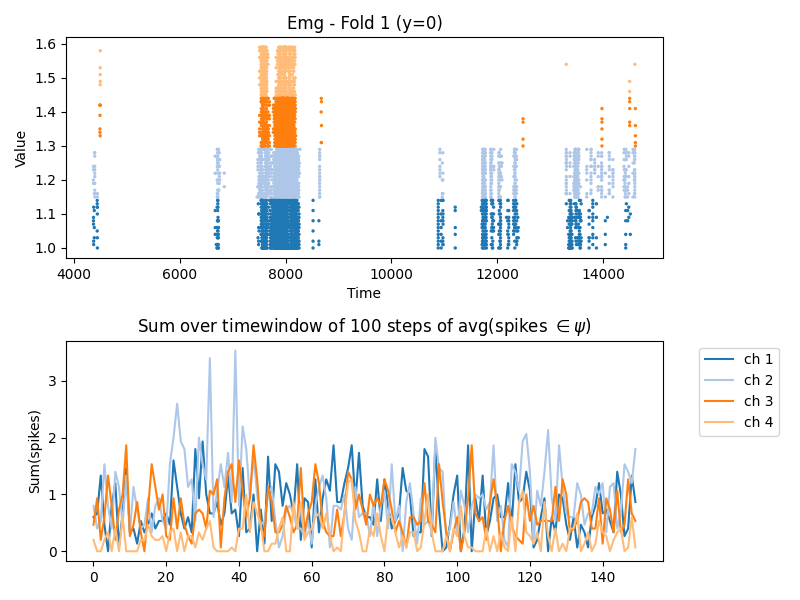 Emg - Fold 1 (y=0)
1.6
1.5
1.4
1.3
1.2
1.1
1.0
Value
4000 6000 8000 10000 12000 14000
Time
Sum over timewindow of 100 steps of avg(spikes ∈ ψ)
3
2
1
0
Sum(spikes)
0 20 40 60 80 100 120 140
ch 1
ch 2
ch 3
ch 4